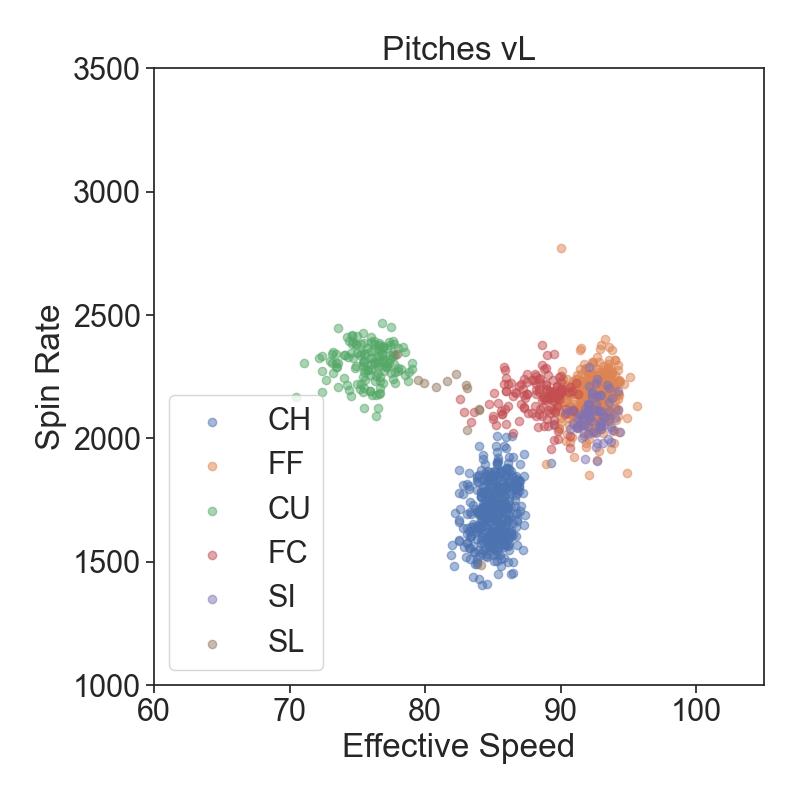 Pitches vL
3500
3000
2500
2000
1500
1000
Spin Rate
CH
FF
CU
FC
SI
SL
60
70
80
90
100
Effective Speed